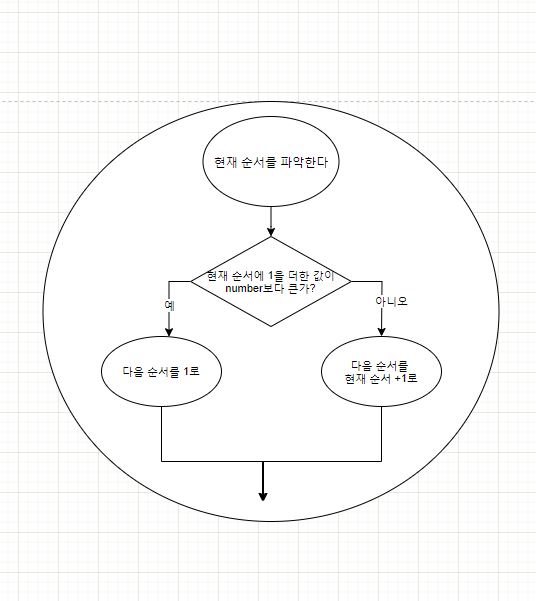 현재 순서를 파악한다
현재 순서에 1을 더한 값이
number보다 큰가?
예
아니오
다음 순서를 1로
다음 순서를
현재 순서 +1로